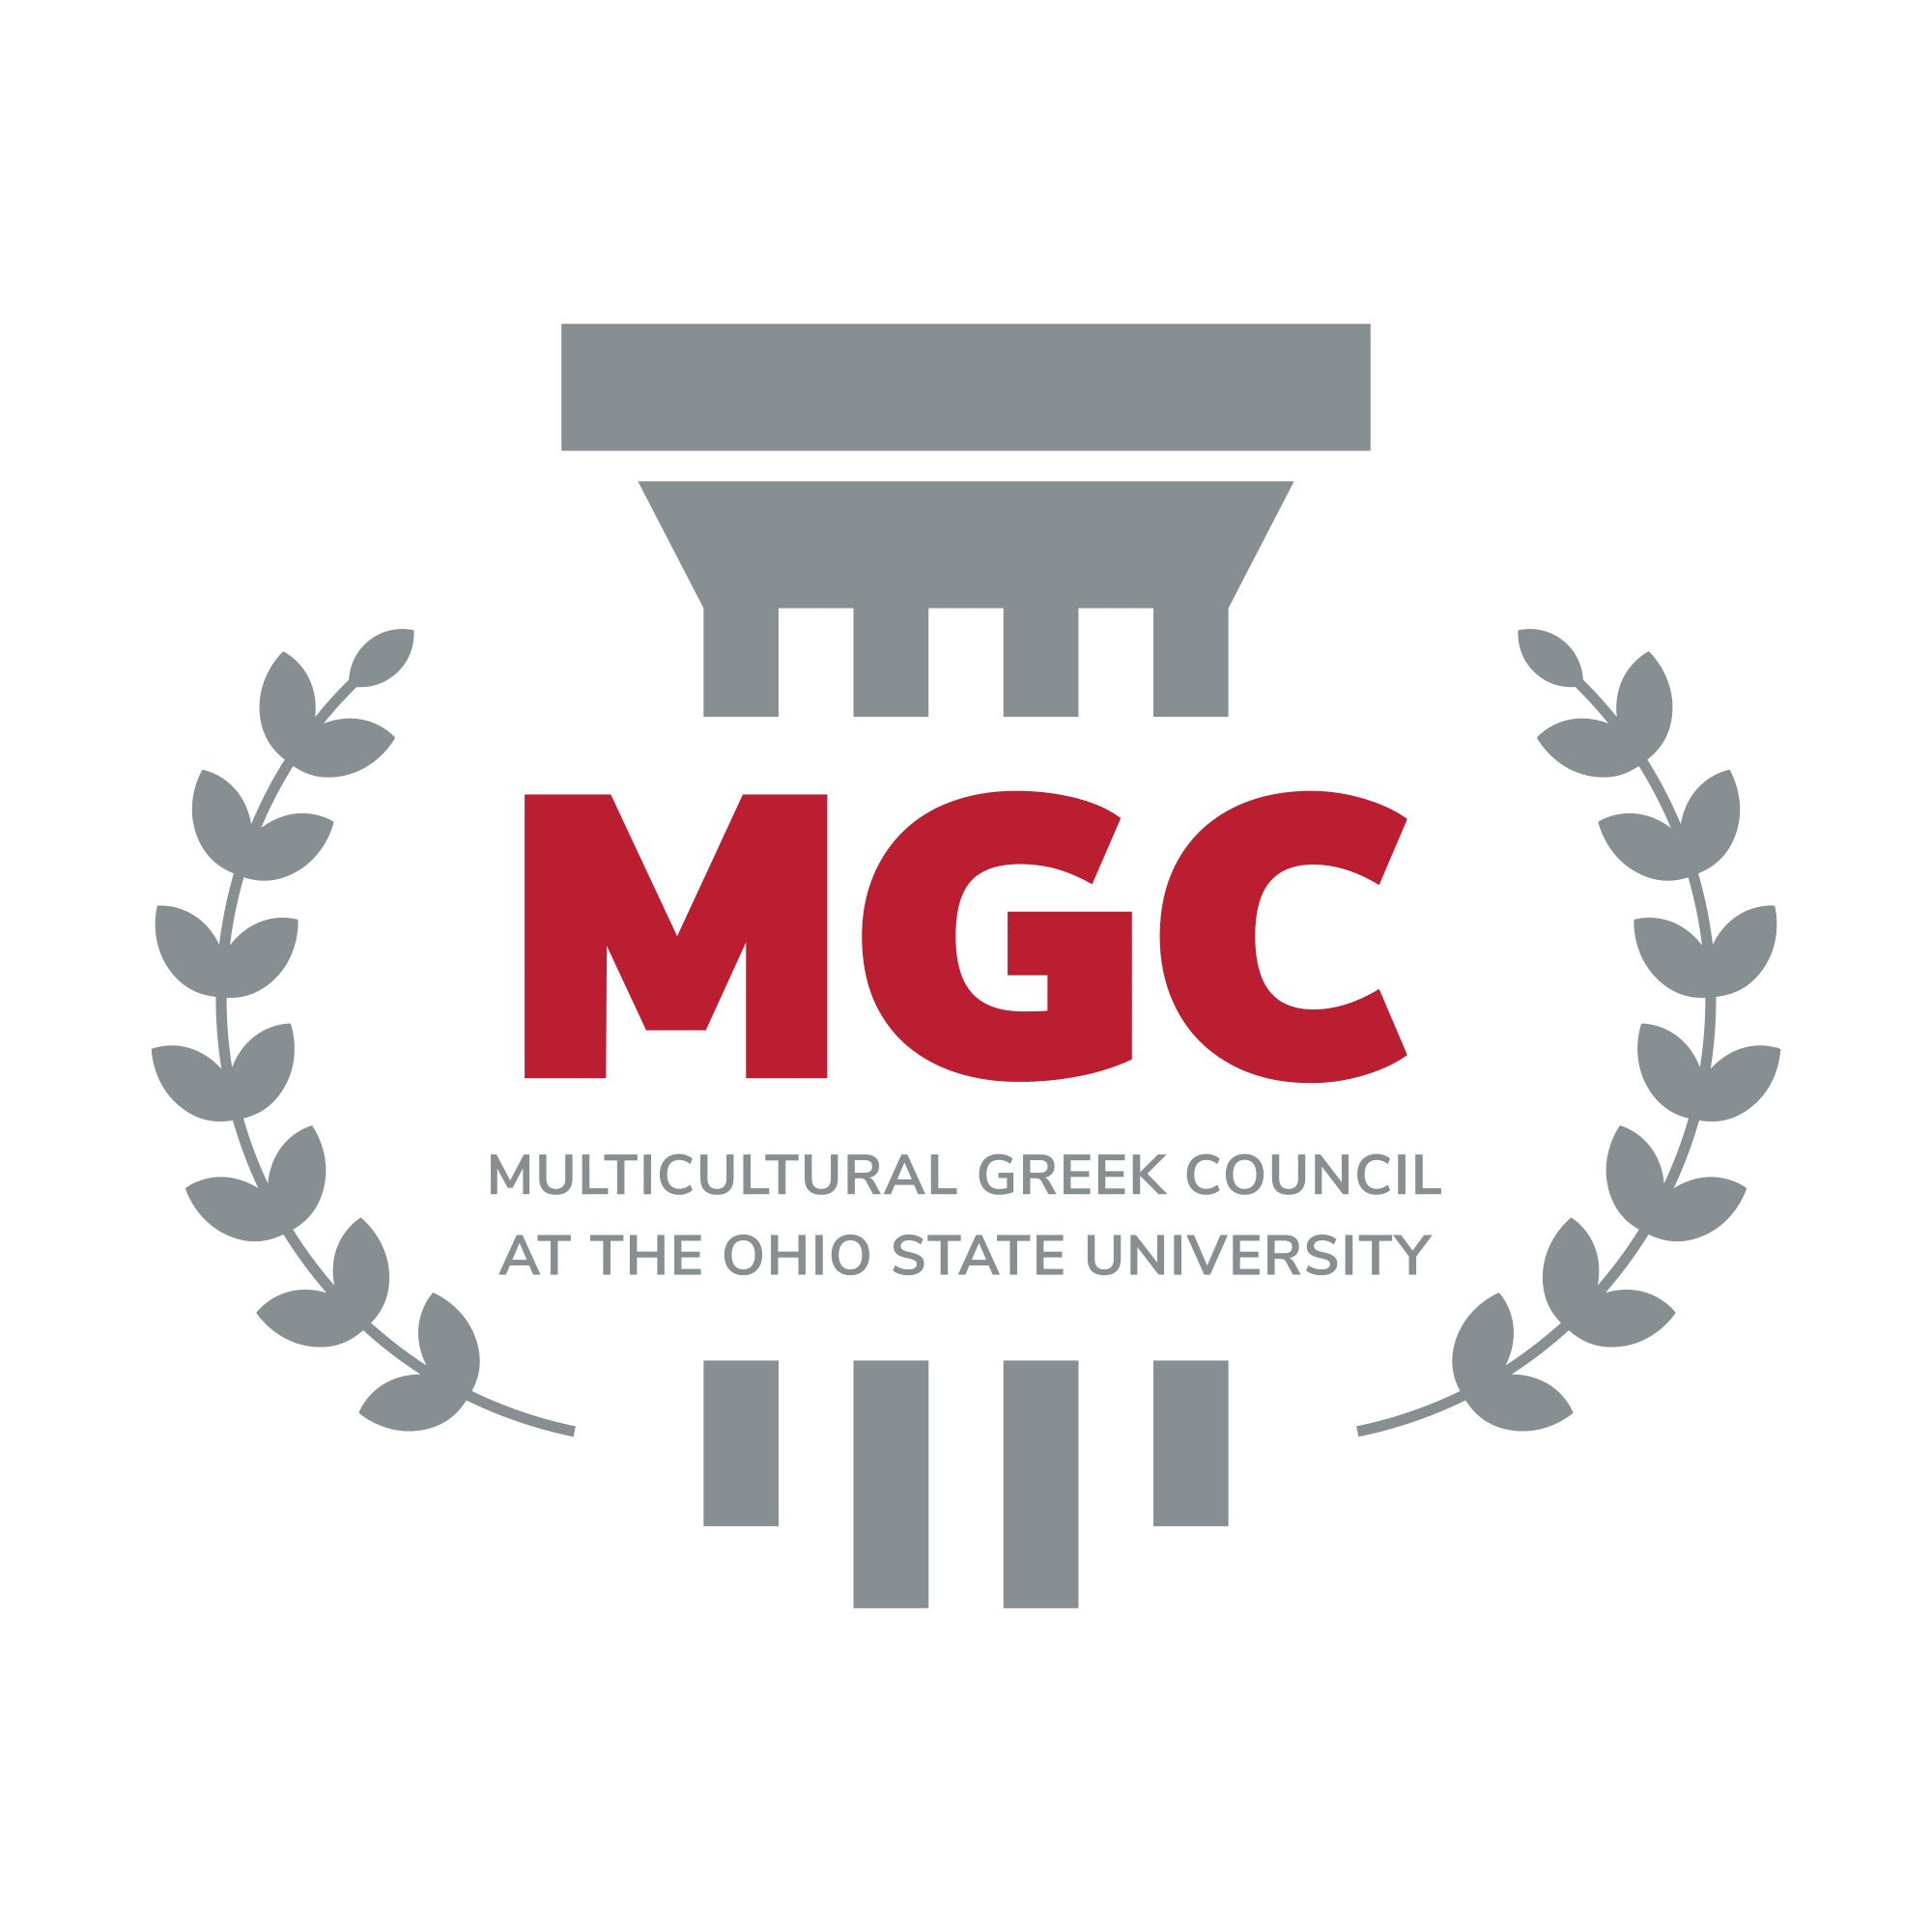 MGC
MULTICULTURAL GREEK COUNCIL
AT THE OHIO STATE UNIVERSITY